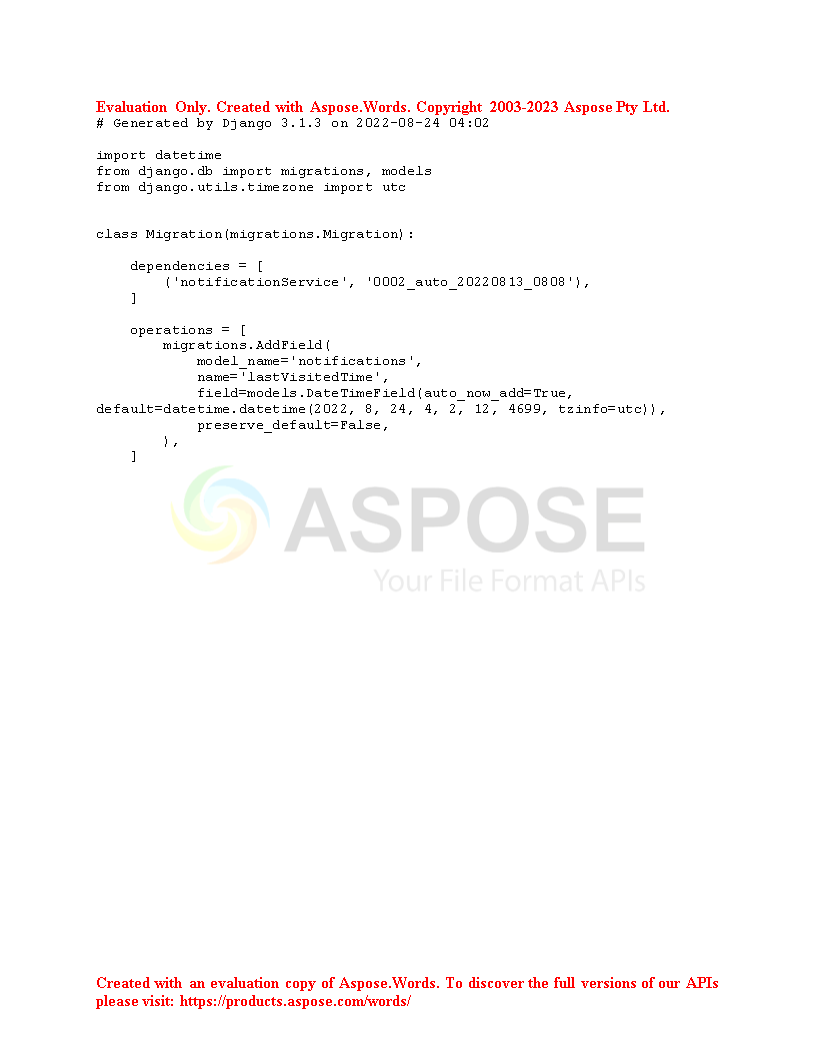 Evaluation Only. Created with Aspose.Words. Copyright 2003-2023 Aspose Pty Ltd.
# Generated by Django 3.1.3 on 2022-08-24 04:02

import datetime
from django.db import migrations, models
from django.utils.timezone import utc


class Migration(migrations.Migration):

    dependencies = [
        ('notificationService', '0002_auto_20220813_0808'),
    ]

    operations = [
        migrations.AddField(
            model_name='notifications',
            name='lastVisitedTime',
            field=models.DateTimeField(auto_now_add=True,
default=datetime.datetime(2022, 8, 24, 4, 2, 12, 4699, tzinfo=utc)),
            preserve_default=False,
        ),
    ]
ASPOSE
Your File Format APIs
Created with an evaluation copy of Aspose.Words. To discover the full versions of our APIs
please visit: https://products.aspose.com/words/